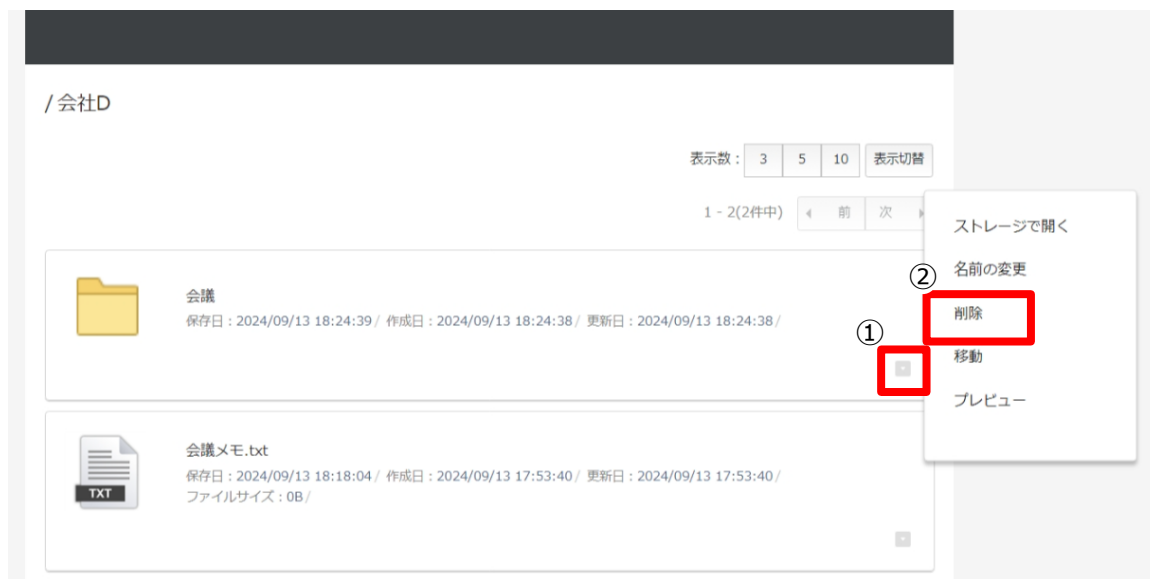 / 会社D
表示数： 3 5 10 表示切替
1 - 2(2件中) 前 次
ストレージで開く
② 名前の変更
削除
移動
プレビュー
会議
保存日：2024/09/13 18:24:39 / 作成日：2024/09/13 18:24:38 / 更新日：2024/09/13 18:24:38 /
①
会議メモ.txt
保存日：2024/09/13 18:18:04 / 作成日：2024/09/13 17:53:40 / 更新日：2024/09/13 17:53:40 /
ファイルサイズ：0B /
TXT